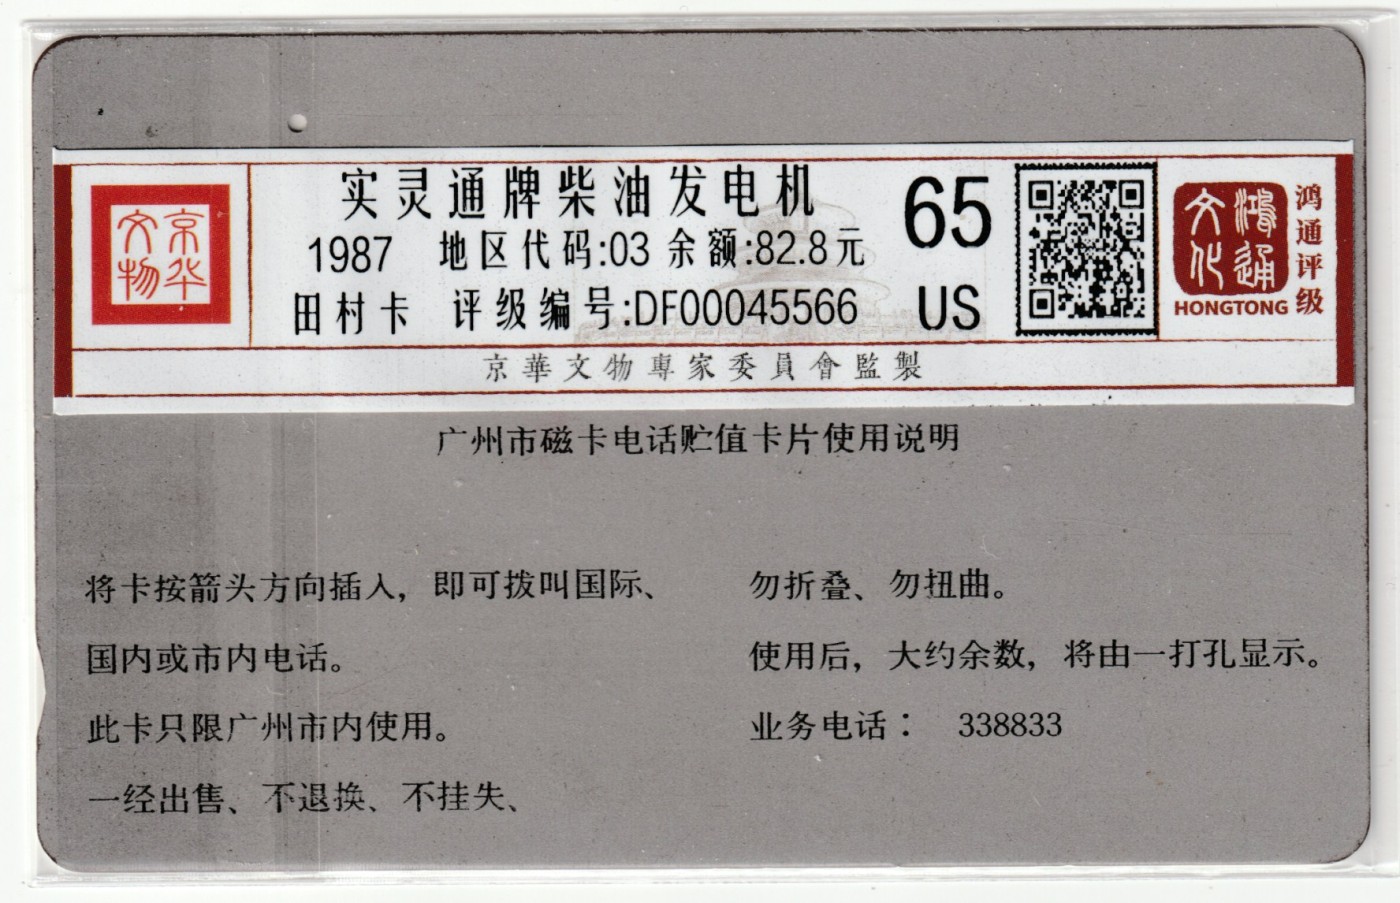 京华
文物
实灵通牌柴油发电机
1987 地区代码:03 余额:82.8元
田村卡 评级编号:DF00045566
65
US
鸿通
文化
HONGTONG
鸿通评级
京華文物專家委員會監製
广州市磁卡电话贮值卡片使用说明
将卡按箭头方向插入，即可拨叫国际、
国内或市内电话。
此卡只限广州市内使用。
一经出售、不退换、不挂失、
勿折叠、勿扭曲。
使用后，大约余数，将由一打孔显示。
业务电话： 338833